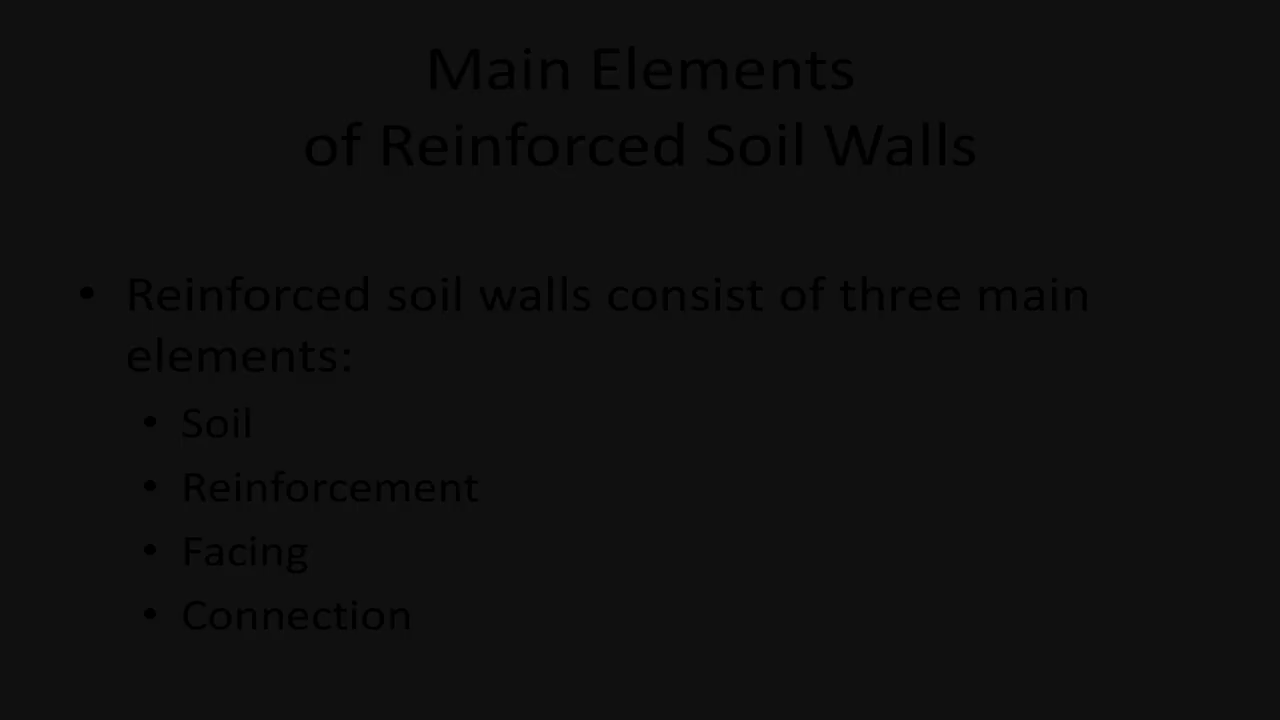 Main Elements
of Reinforced Soil Walls
• Reinforced soil walls consist of three main
elements:
• Soil
• Reinforcement
• Facing
• Connection